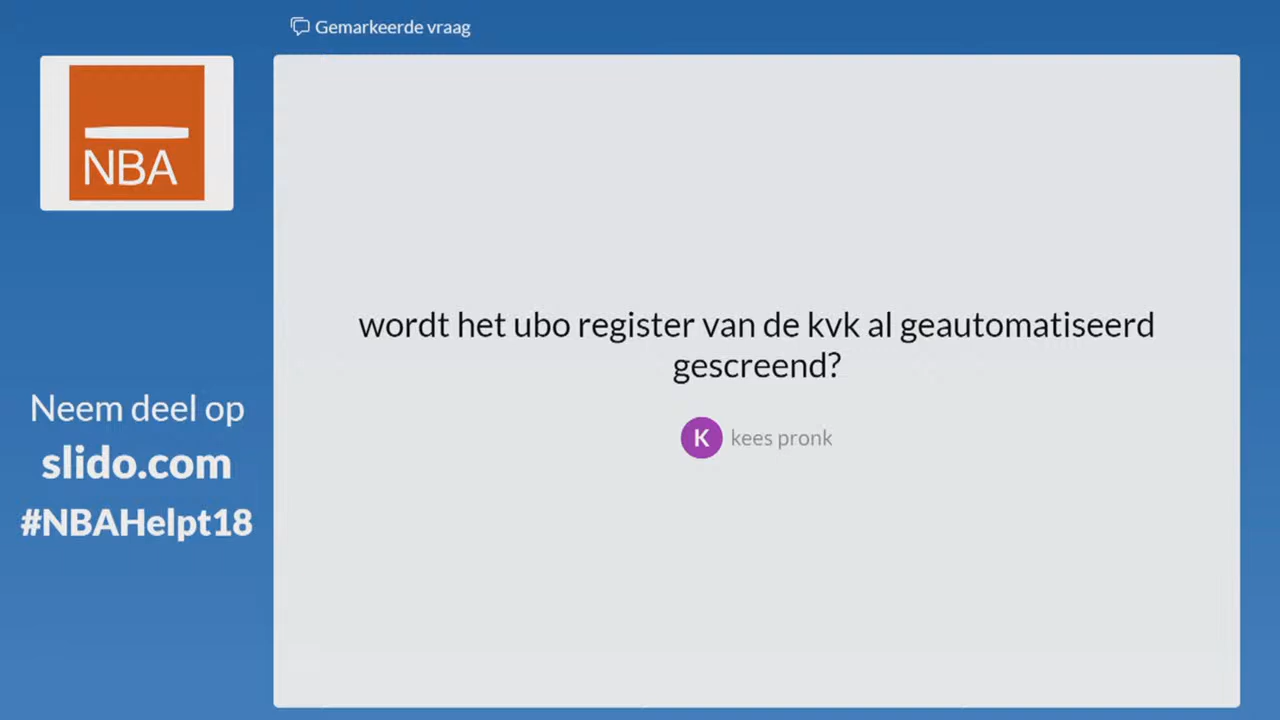 Gemarkeerde vraag
NBA
wordt het ubo register van de kvk al geautomatiseerd
gescreend?
K kees pronk
Neem deel op
slido.com
#NBAHelpt18